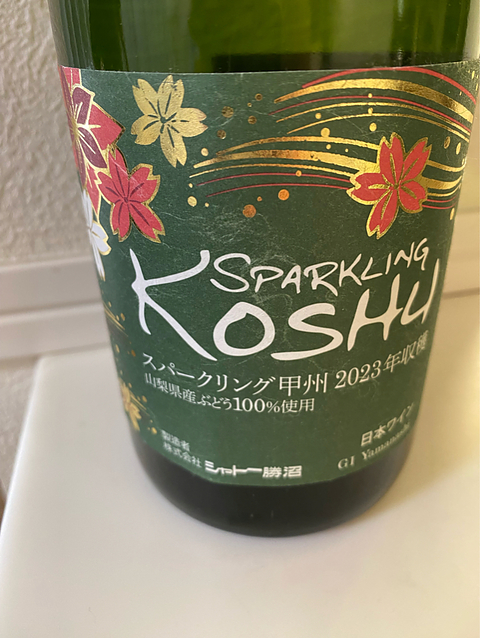 SPARKLING
KOSHU
スパークリング甲州 2023年収穫
山梨県産ぶどう100%使用
日本ワイン
GI Yamanashi
製造者
株式会社 シャトー勝沼